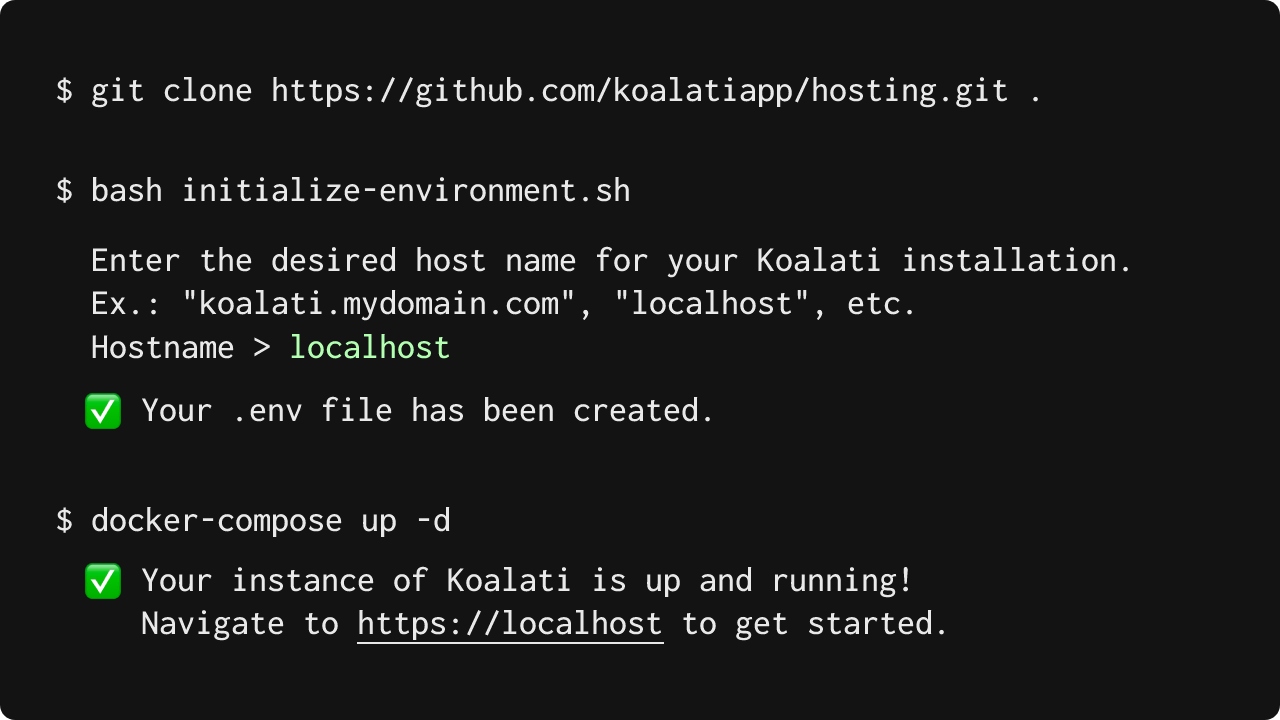 $ git clone https://github.com/koalatiapp/hosting.git .
$ bash initialize-environment.sh
Enter the desired host name for your Koalati installation.
Ex.: "koalati.mydomain.com", "localhost", etc.
Hostname > localhost
✅ Your .env file has been created.
$ docker-compose up -d
✅ Your instance of Koalati is up and running!
Navigate to https://localhost to get started.